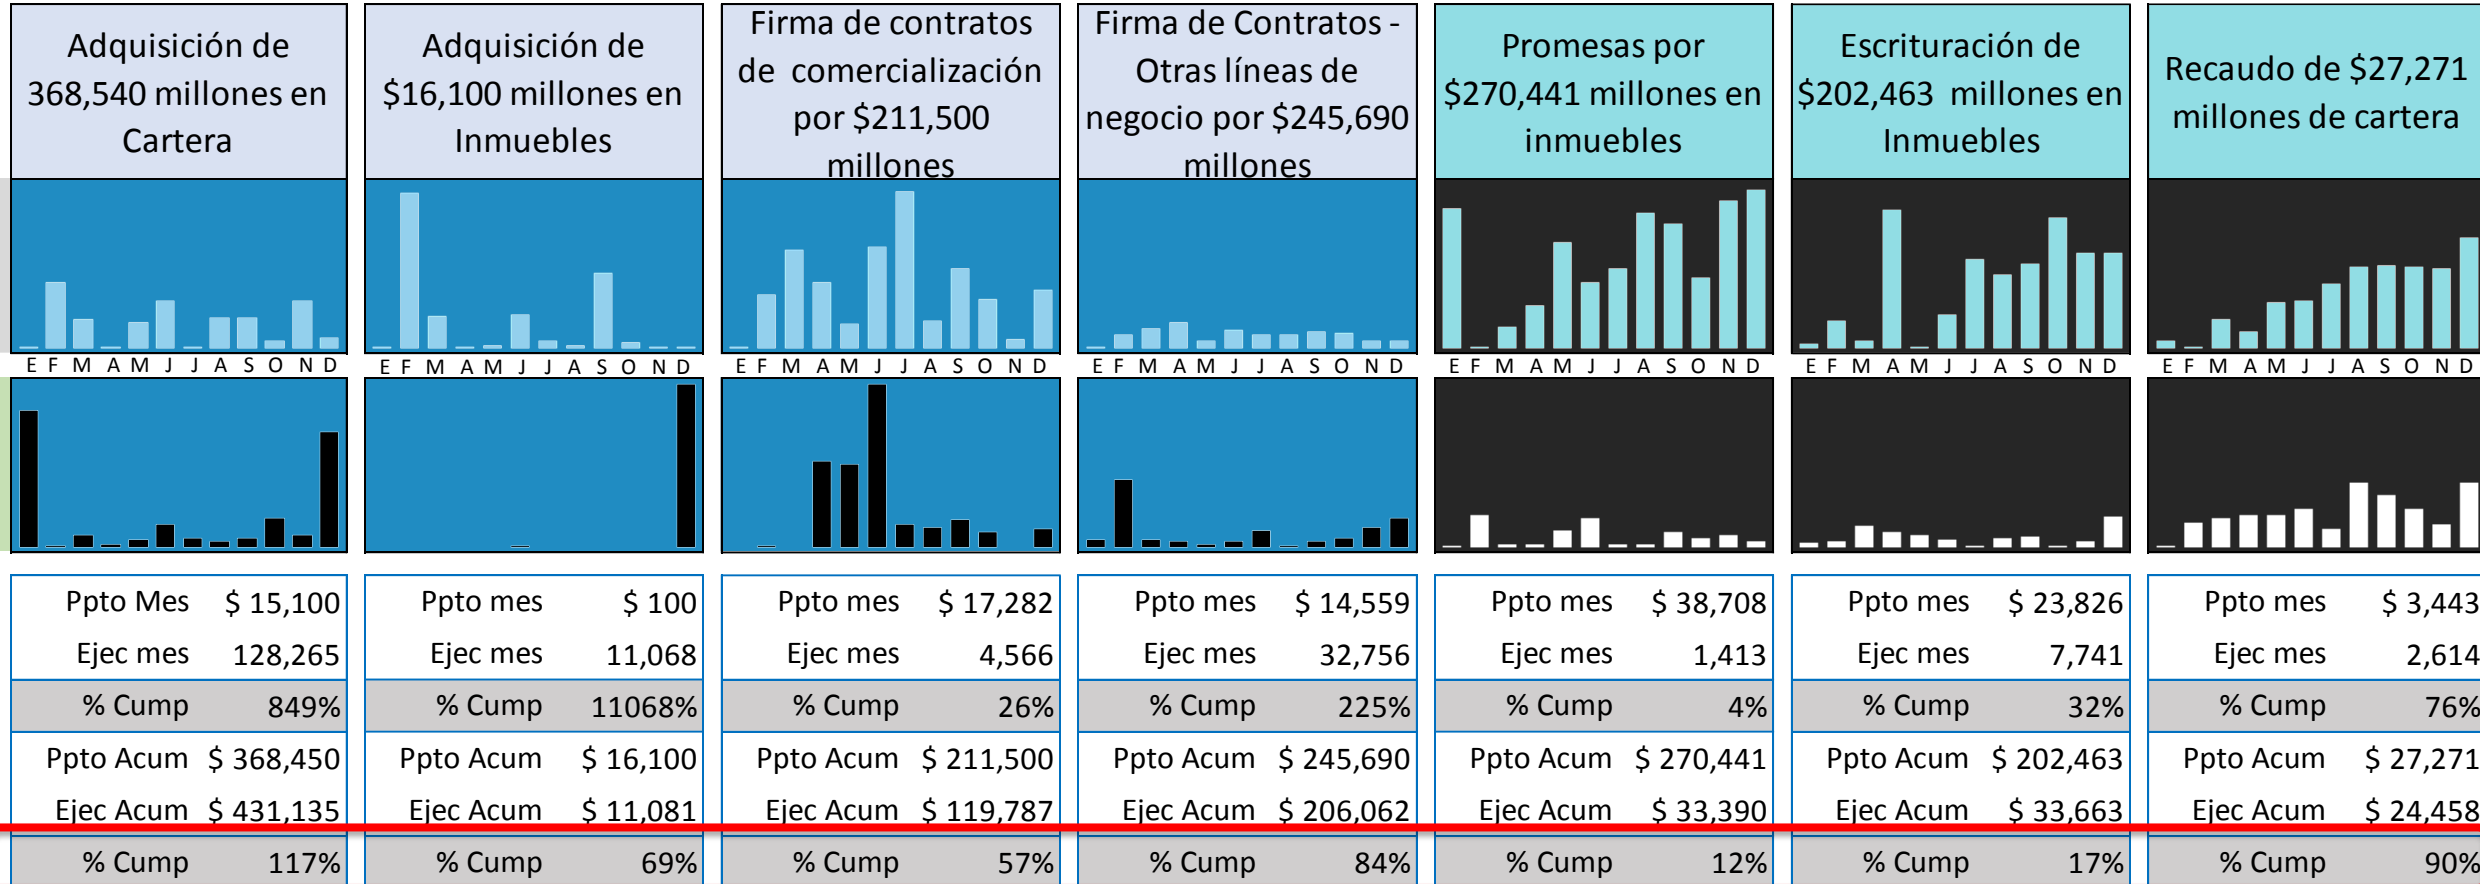 Adquisición de
368,540 millones en
Cartera
Adquisición de
$16,100 millones en
Inmuebles
Firma de contratos
de comercialización
por $211,500
millones
Firma de Contratos -
Otras líneas de
negocio por $245,690
millones
Promesas por
$270,441 millones en
inmuebles
Escrituración de
$202,463 millones en
Inmuebles
Recaudo de $27,271
millones de cartera
E F M A M J J A S O N D
E F M A M J J A S O N D
E F M A M J J A S O N D
E F M A M J J A S O N D
E F M A M J J A S O N D
E F M A M J J A S O N D
E F M A M J J A S O N D
Ppto Mes $ 15,100
Ejec mes 128,265
% Cump 849%
Ppto Acum $ 368,450
Ejec Acum $ 431,135
% Cump 117%
Ppto mes $ 100
Ejec mes 11,068
% Cump 11068%
Ppto Acum $ 16,100
Ejec Acum $ 11,081
% Cump 69%
Ppto mes $ 17,282
Ejec mes 4,566
% Cump 26%
Ppto Acum $ 211,500
Ejec Acum $ 119,787
% Cump 57%
Ppto mes $ 14,559
Ejec mes 32,756
% Cump 225%
Ppto Acum $ 245,690
Ejec Acum $ 206,062
% Cump 84%
Ppto mes $ 38,708
Ejec mes 1,413
% Cump 4%
Ppto Acum $ 270,441
Ejec Acum $ 33,390
% Cump 12%
Ppto mes $ 23,826
Ejec mes 7,741
% Cump 32%
Ppto Acum $ 202,463
Ejec Acum $ 33,663
% Cump 17%
Ppto mes $ 3,443
Ejec mes 2,614
% Cump 76%
Ppto Acum $ 27,271
Ejec Acum $ 24,458
% Cump 90%